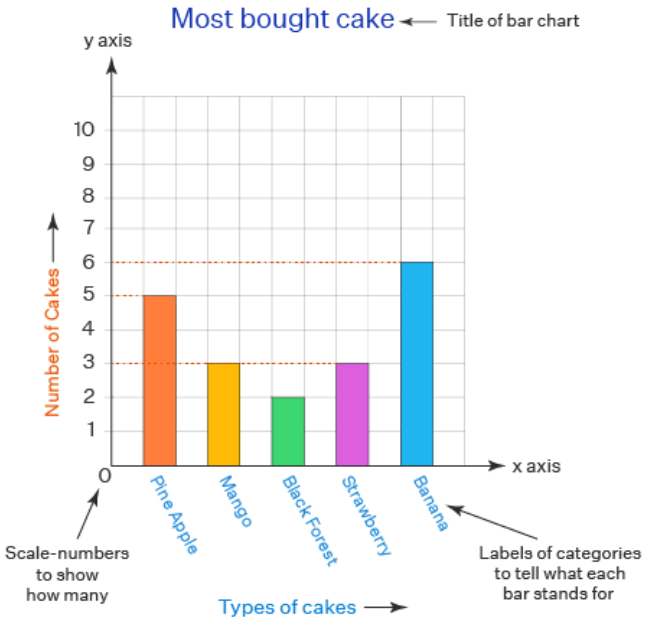 Most bought cake
Title of bar chart
y axis
10
9
8
7
6
5
4
3
2
1
0
Number of Cakes
x axis
Pine Apple
Mango
Black Forest
Strawberry
Banana
Scale-numbers
to show
how many
Labels of categories
to tell what each
bar stands for
Types of cakes